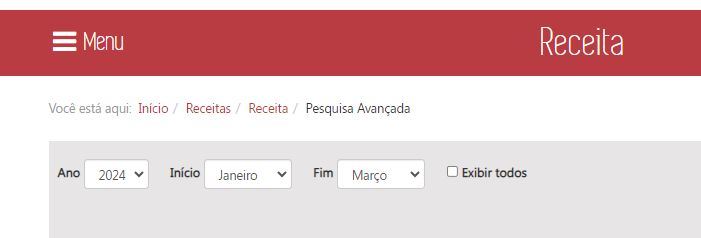 Menu Receita
Você está aqui: Início / Receitas / Receita / Pesquisa Avançada
Ano 2024 Início Janeiro Fim Março Exibir todos